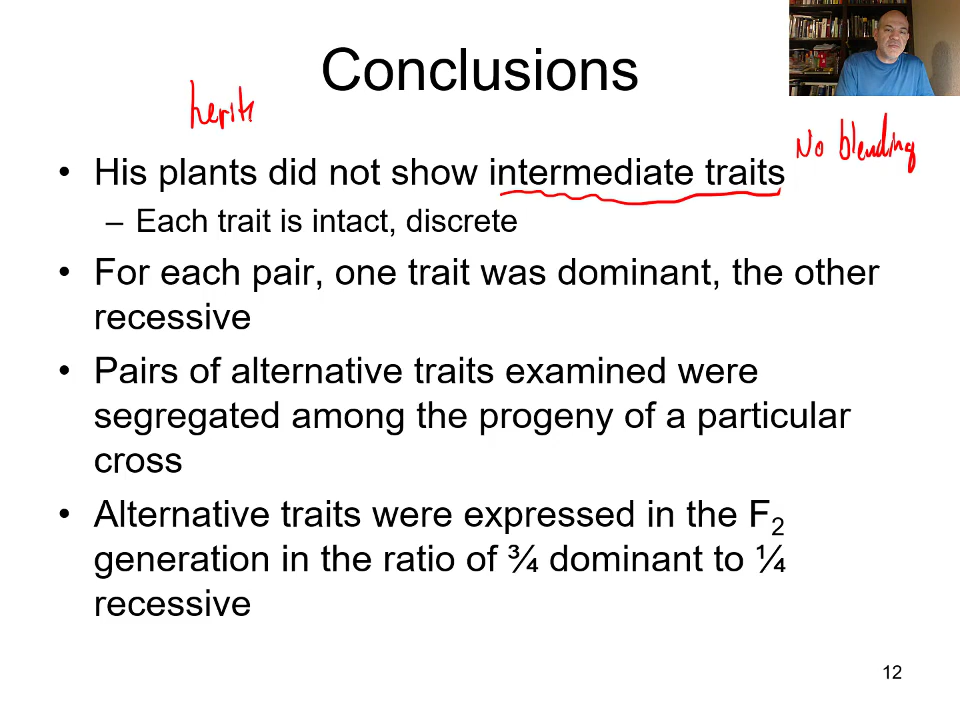 Conclusions
herit
No blending
• His plants did not show intermediate traits
– Each trait is intact, discrete
• For each pair, one trait was dominant, the other
recessive
• Pairs of alternative traits examined were
segregated among the progeny of a particular
cross
• Alternative traits were expressed in the F₂
generation in the ratio of ¾ dominant to ¼
recessive
12